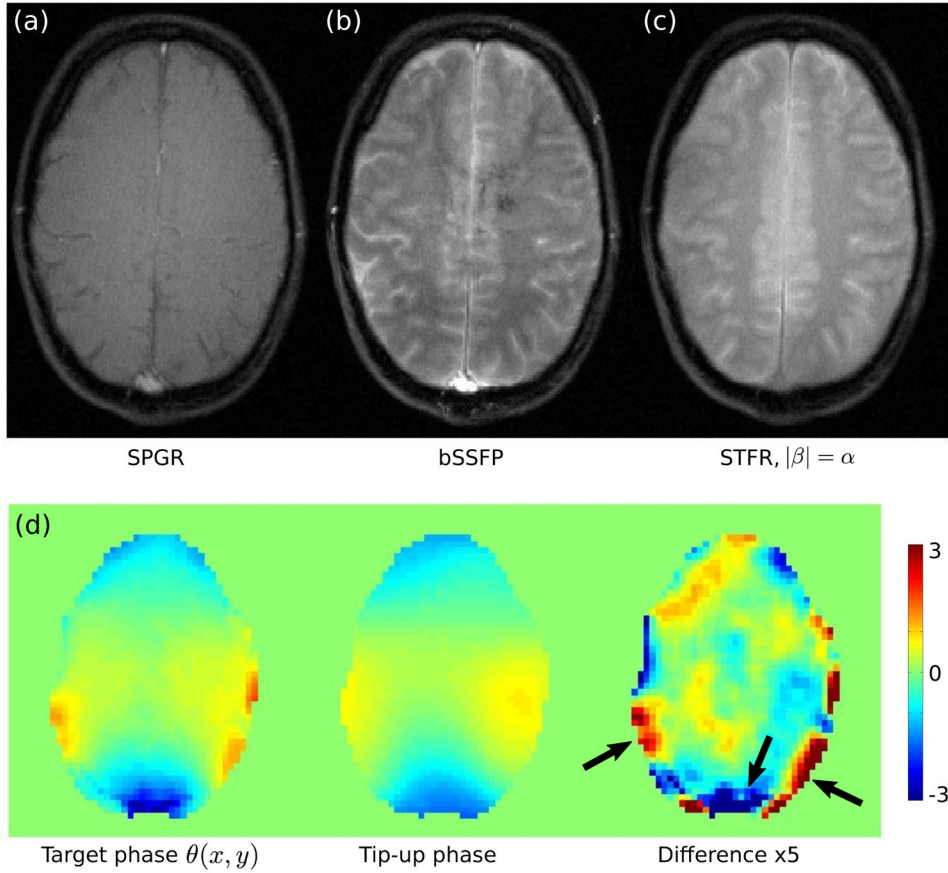 (a) (b) (c)
SPGR bSSFP STFR, |β| = α
(d)
3
0
-3
Target phase θ(x, y) Tip-up phase Difference x5